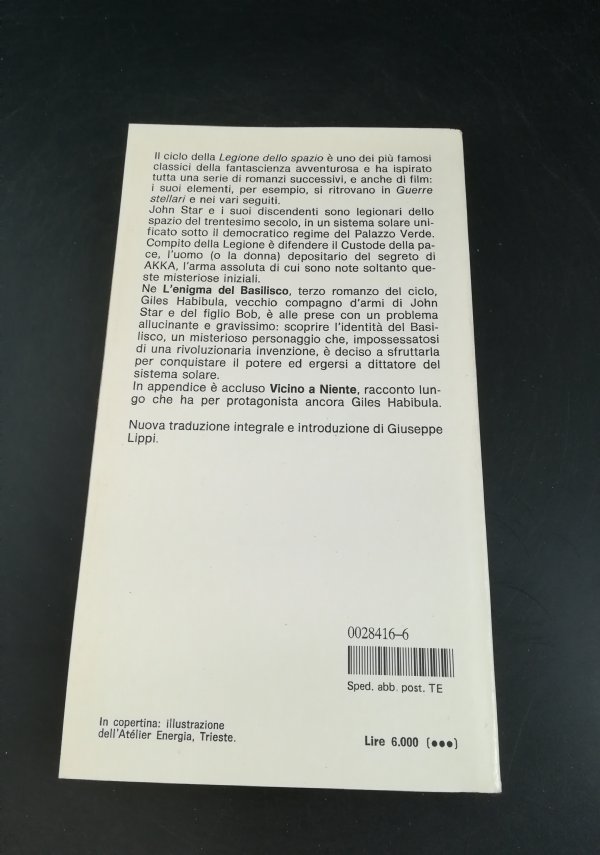 Il ciclo della Legione dello spazio è uno dei più famosi
classici della fantascienza avventurosa e ha ispirato
tutta una serie di romanzi successivi, e anche di film:
i suoi elementi, per esempio, si ritrovano in Guerre
stellari e nei vari seguiti.
John Star e i suoi discendenti sono legionari dello
spazio del trentesimo secolo, in un sistema solare uni-
ficato sotto il democratico regime del Palazzo Verde.
Compito della Legione è difendere il Custode della pa-
ce, l'uomo (o la donna) depositario del segreto di
AKKA, l'arma assoluta di cui sono note soltanto que-
ste misteriose iniziali.
Ne L'enigma del Basilisco, terzo romanzo del ciclo,
Giles Habibula, vecchio compagno d'armi di John
Star e del figlio Bob, è alle prese con un problema
allucinante e gravissimo: scoprire l'identità del Basi-
lisco, un misterioso personaggio che, impossessatosi
di una rivoluzionaria invenzione, è deciso a sfruttarla
per conquistare il potere ed ergersi a dittatore del
sistema solare.
In appendice è accluso Vicino a Niente, racconto lun-
go che ha per protagonista ancora Giles Habibula.
Nuova traduzione integrale e introduzione di Giuseppe
Lippi.
0028416-6
Sped. abb. post. TE
In copertina: illustrazione
dell'Atélier Energia, Trieste.
Lire 6.000 (●●●)